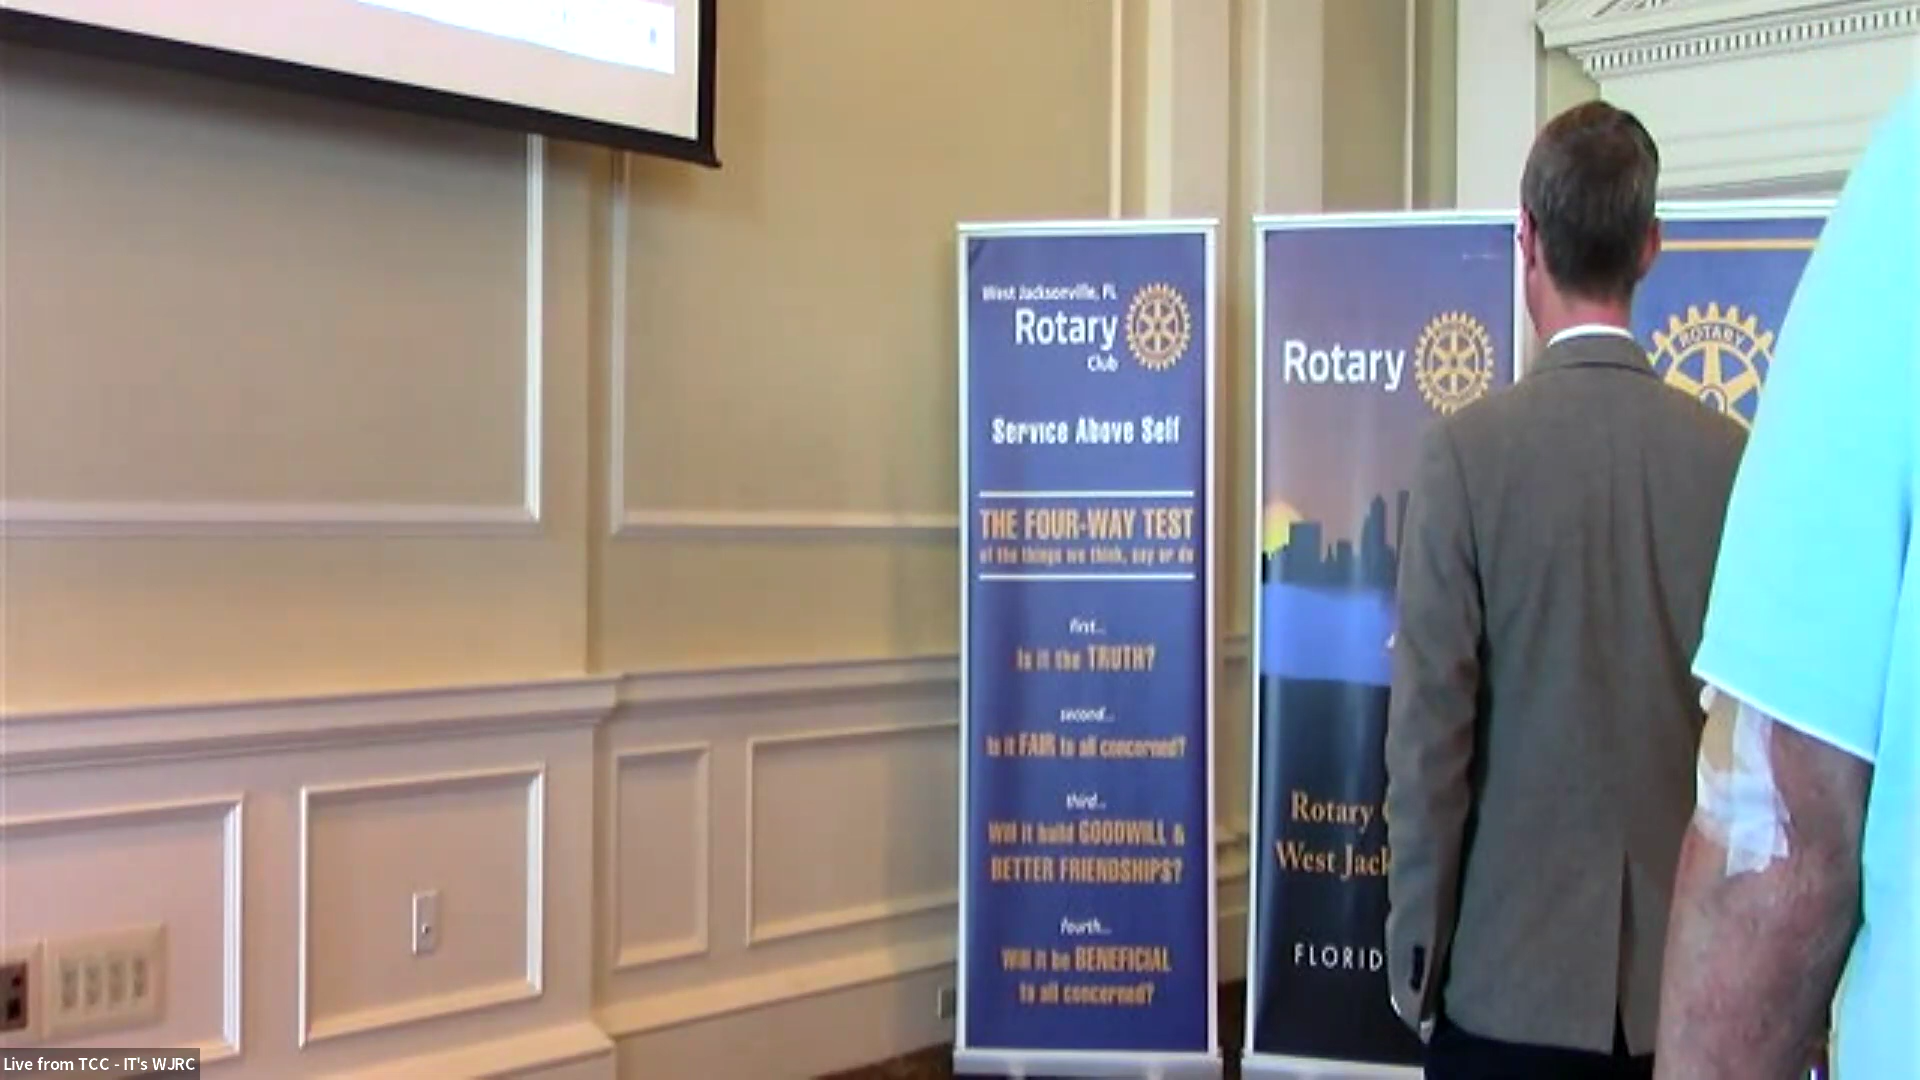 West Jacksonville, FL
Rotary
Club
Service Above Self
THE FOUR-WAY TEST
of the things we think, say or do
first...
Is it the TRUTH?
second...
Is it FAIR to all concerned?
third...
Will it build GOODWILL &
BETTER FRIENDSHIPS?
fourth...
Will it be BENEFICIAL
to all concerned?
Rotary
Rotary
West Jack
FLORID
ROTARY
Live from TCC - IT's WJRC